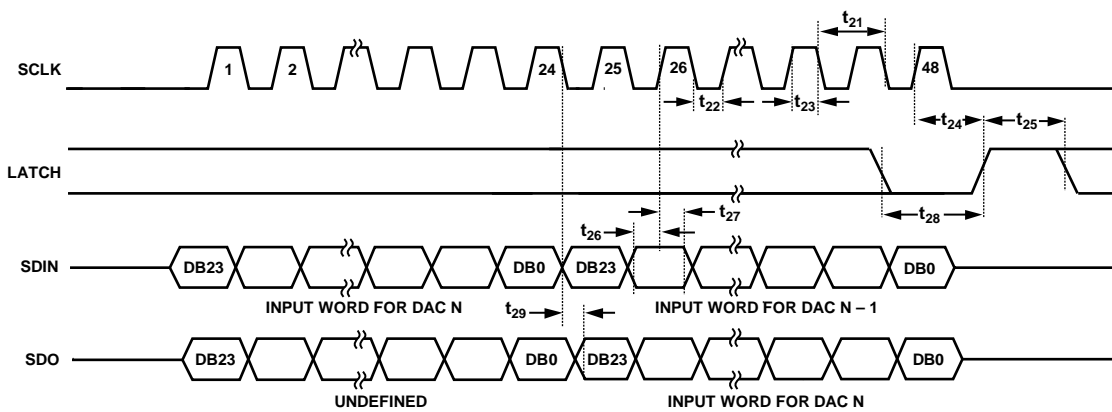 t21
SCLK
1
2
24
25
26
48
t22
t23
t24
t25
LATCH
t28
t27
t26
SDIN
DB23
DB0
DB23
DB0
INPUT WORD FOR DAC N
INPUT WORD FOR DAC N – 1
t29
SDO
DB23
DB0
DB23
DB0
UNDEFINED
INPUT WORD FOR DAC N